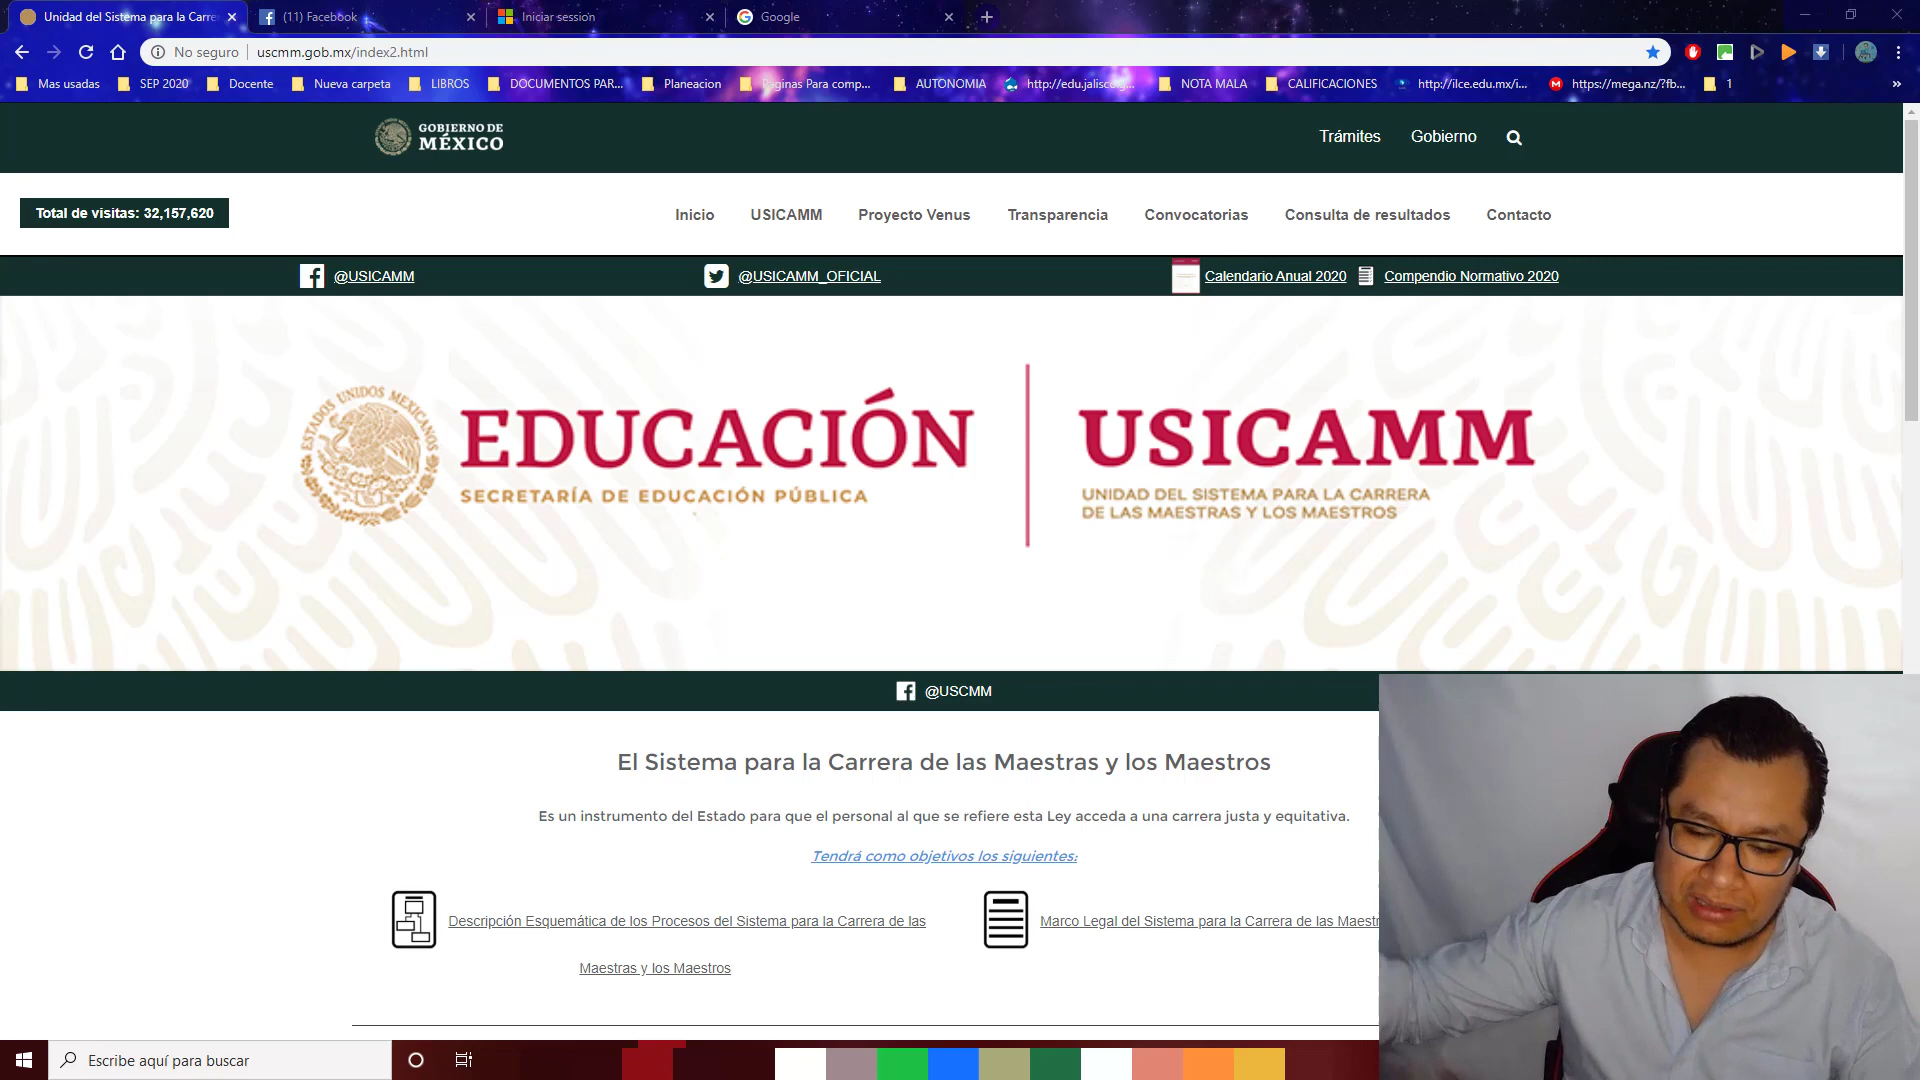 Unidad del Sistema para la Carre
(11) Facebook
Iniciar session
Google
No seguro
uscmm.gob.mx/index2.html
Mas usadas
SEP 2020
Docente
Nueva carpeta
LIBROS
DOCUMENTOS PAR...
Planeacion
Paginas Para comp...
AUTONOMIA
http://edu.jalisco.g...
NOTA MALA
CALIFICACIONES
http://ilce.edu.mx/i...
https://mega.nz/?fb...
1
»
GOBIERNO DE
MÉXICO
Trámites
Gobierno
Total de visitas: 32,157,620
Inicio
USICAMM
Proyecto Venus
Transparencia
Convocatorias
Consulta de resultados
Contacto
@USICAMM
@USICAMM_OFICIAL
Calendario Anual 2020
Compendio Normativo 2020
ESTADOS UNIDOS MEXICANOS
EDUCACIÓN
SECRETARÍA DE EDUCACIÓN PÚBLICA
USICAMM
UNIDAD DEL SISTEMA PARA LA CARRERA
DE LAS MAESTRAS Y LOS MAESTROS
@USCMM
El Sistema para la Carrera de las Maestras y los Maestros
Es un instrumento del Estado para que el personal al que se refiere esta Ley acceda a una carrera justa y equitativa.
Tendrá como objetivos los siguientes:
Descripción Esquemática de los Procesos del Sistema para la Carrera de las
Maestras y los Maestros
Marco Legal del Sistema para la Carrera de las Maestr
Escribe aquí para buscar